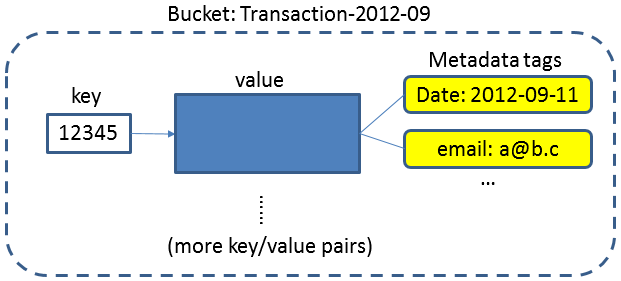 Bucket: Transaction-2012-09
Metadata tags
value
key
Date: 2012-09-11
12345
email: a@b.c
...
(more key/value pairs)